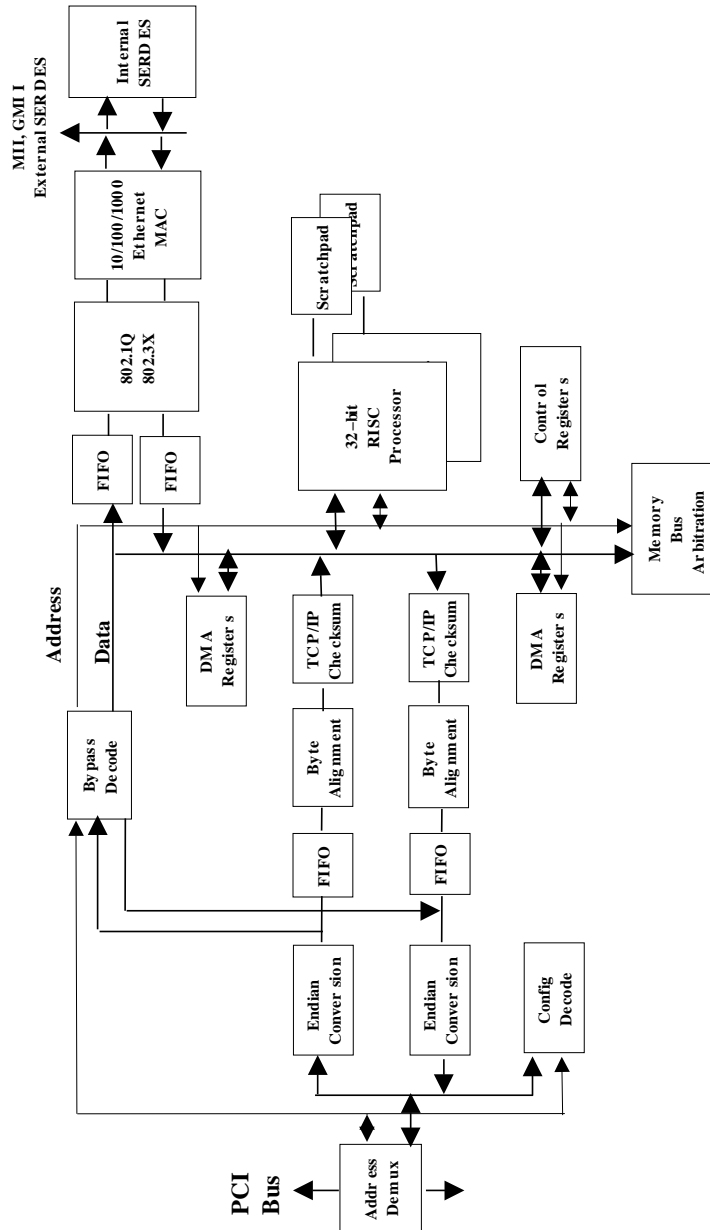 MII, GMI I
External SERDES
Internal
SERDES
10/100/1000
Ethernet
MAC
802.1Q
802.3X
FIFO
FIFO
Address
Data
Bypass
Decode
DMA
Registers
Scratchpad
Scratchpad
32-bit
RISC
Processor
TCP/IP
Checksum
Byte
Alignment
FIFO
Endian
Conversion
TCP/IP
Checksum
Byte
Alignment
FIFO
Endian
Conversion
Control
Registers
DMA
Registers
Config
Decode
Memory
Bus
Arbitration
PCI
Bus
Address
Demux